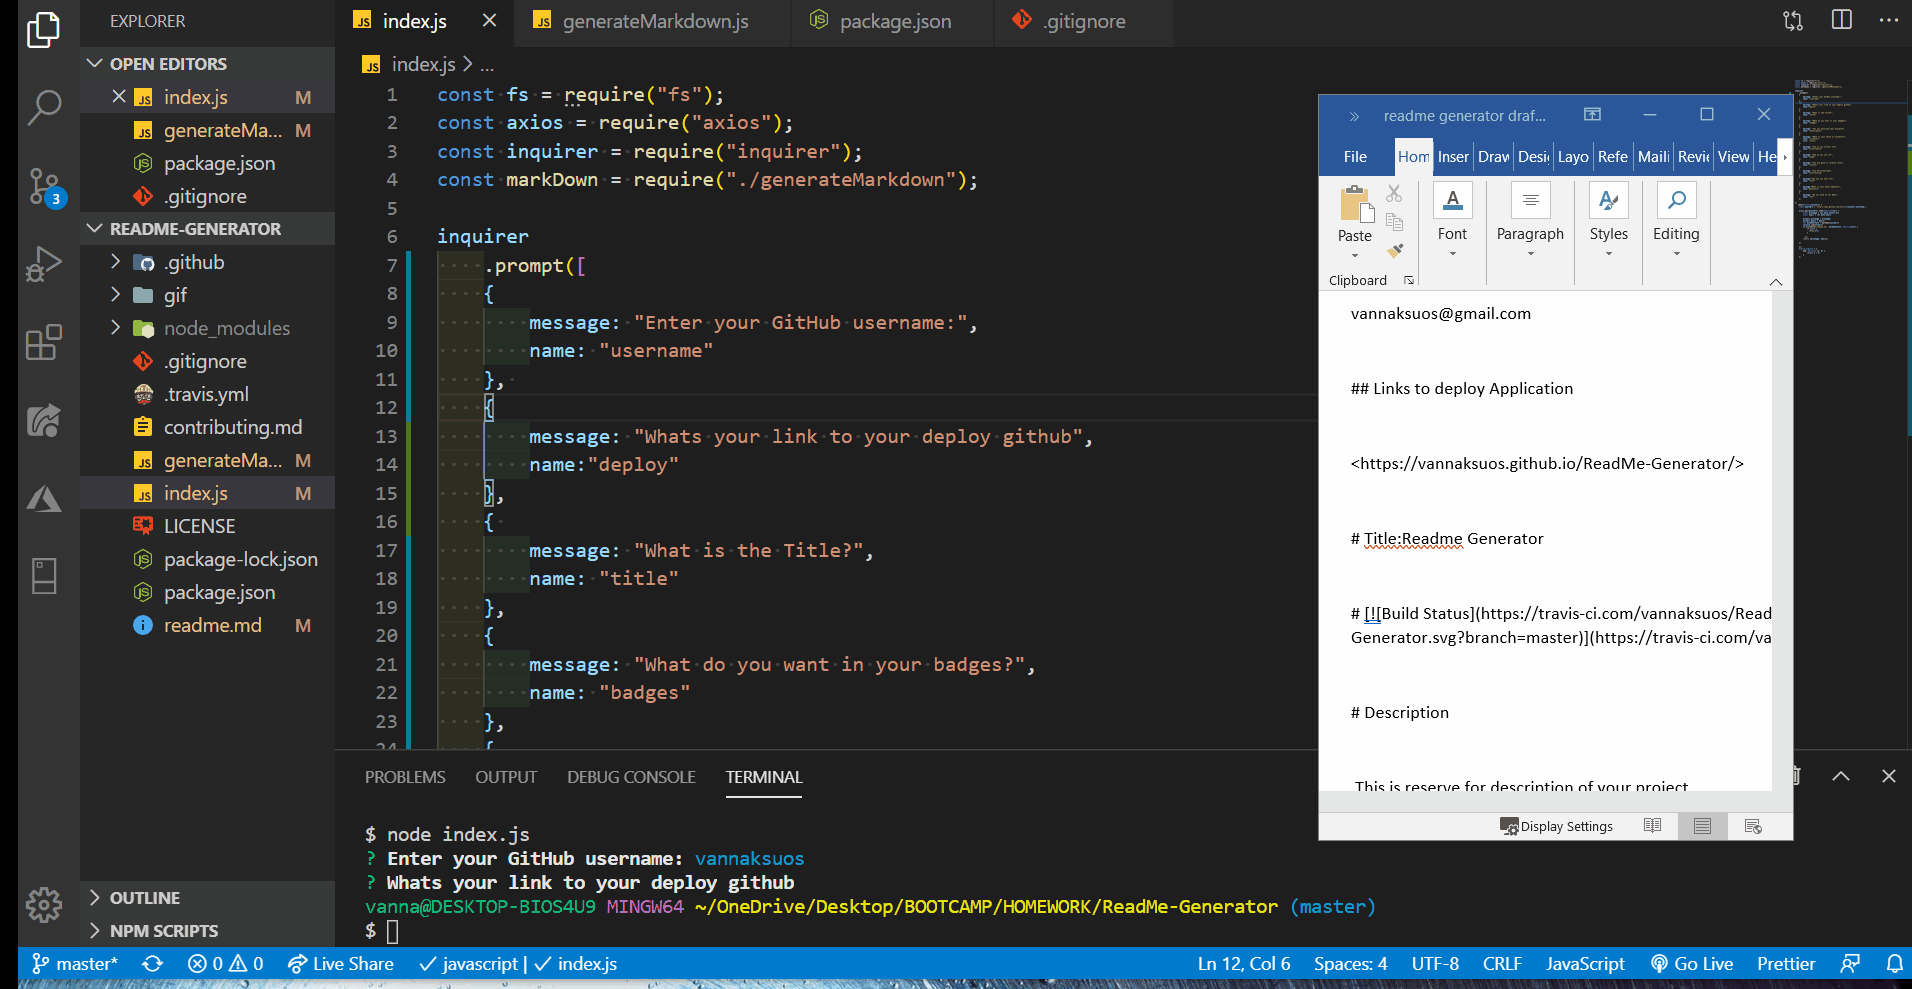 EXPLORER
OPEN EDITORS
index.js M
generateMa... M
package.json
.gitignore
README-GENERATOR
.github
gif
node_modules
.gitignore
.travis.yml
contributing.md
generateMa... M
index.js M
LICENSE
package-lock.json
package.json
readme.md M
OUTLINE
NPM SCRIPTS
3
JS index.js
JS generateMarkdown.js
package.json
.gitignore
JS index.js > ...
1 const fs = require("fs");
2 const axios = require("axios");
3 const inquirer = require("inquirer");
4 const markDown = require("./generateMarkdown");
5
6 inquirer
7 .prompt([
8 {
9 message: "Enter your GitHub username:",
10 name: "username"
11 },
12 {
13 message: "Whats your link to your deploy github",
14 name:"deploy"
15 },
16 {
17 message: "What is the Title?",
18 name: "title"
19 },
20 {
21 message: "What do you want in your badges?",
22 name: "badges"
23 },
24 {
PROBLEMS OUTPUT DEBUG CONSOLE TERMINAL
$ node index.js
? Enter your GitHub username: vannaksuos
? Whats your link to your deploy github
vanna@DESKTOP-BIOS4U9 MINGW64 ~/OneDrive/Desktop/BOOTCAMP/HOMEWORK/ReadMe-Generator (master)
$
readme generator draf...
File Hom Inser Draw Desig Layo Refe Maili Revie View He
Paste Font Paragraph Styles Editing
Clipboard
vannaksuos@gmail.com
## Links to deploy Application
<https://vannaksuos.github.io/ReadMe-Generator/>
# Title:Readme Generator
# [![Build Status](https://travis-ci.com/vannaksuos/Read
Generator.svg?branch=master)](https://travis-ci.com/va
# Description
This is reserve for description of your project
Display Settings
master* 0 0 Live Share javascript | index.js Ln 12, Col 6 Spaces: 4 UTF-8 CRLF JavaScript Go Live Prettier